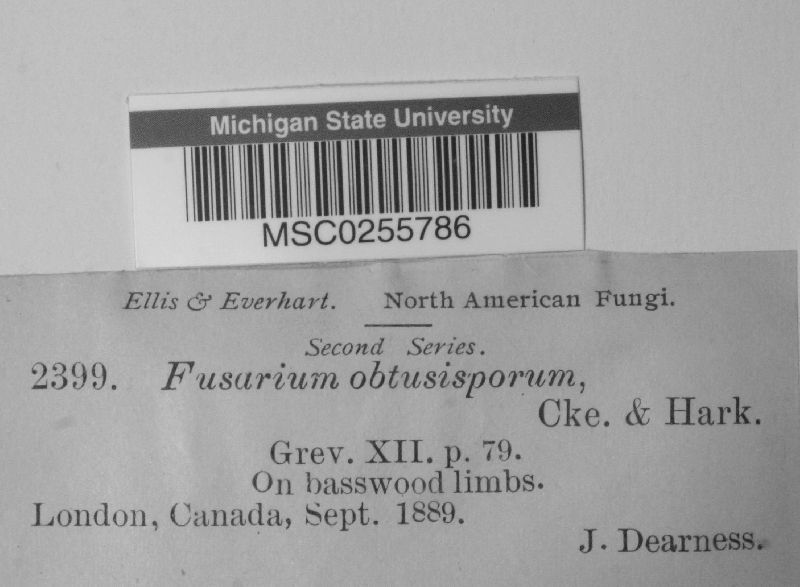 Michigan State University
MSC0255786
Ellis & Everhart. North American Fungi.
Second Series.
2399. Fusarium obtusisporum,
Cke. & Hark.
Grev. XII. p. 79.
On basswood limbs.
London, Canada, Sept. 1889.
J. Dearness.